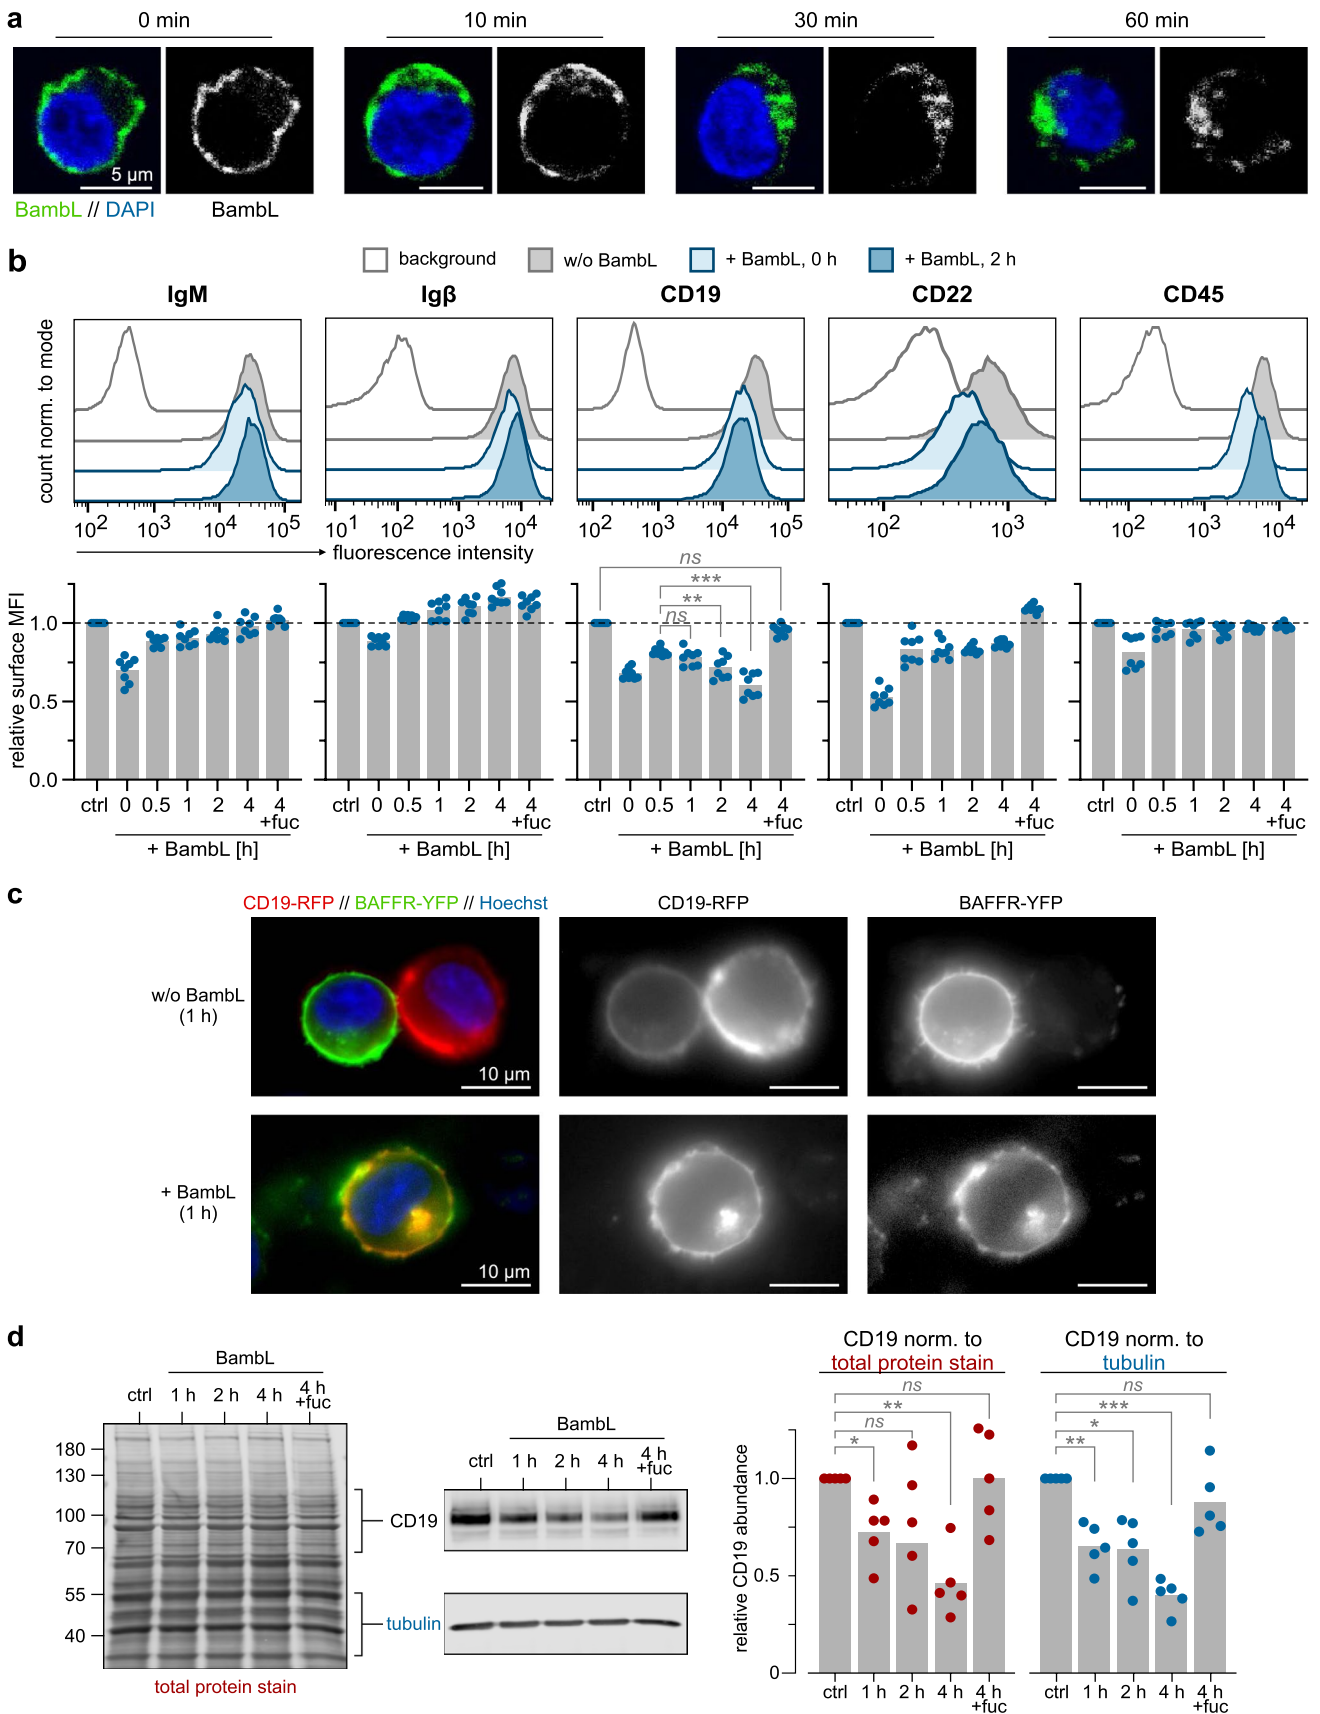 a
0 min
10 min
30 min
60 min
5 µm
BambL // DAPI
BambL
b
background
w/o BambL
+ BambL, 0 h
+ BambL, 2 h
IgM
Igβ
CD19
CD22
CD45
count norm. to mode
10² 10³ 10⁴ 10⁵
10¹ 10² 10³ 10⁴
10² 10³ 10⁴ 10⁵
10² 10³
10² 10³ 10⁴
fluorescence intensity
relative surface MFI
1.0
0.5
0.0
ns
***
**
ns
ctrl 0 0.5 1 2 4 4
+fuc
+ BambL [h]
ctrl 0 0.5 1 2 4 4
+fuc
+ BambL [h]
ctrl 0 0.5 1 2 4 4
+fuc
+ BambL [h]
ctrl 0 0.5 1 2 4 4
+fuc
+ BambL [h]
ctrl 0 0.5 1 2 4 4
+fuc
+ BambL [h]
c
CD19-RFP // BAFFR-YFP // Hoechst
CD19-RFP
BAFFR-YFP
w/o BambL
(1 h)
10 µm
+ BambL
(1 h)
10 µm
d
BambL
ctrl 1 h 2 h 4 h 4 h
+fuc
180
130
100
70
55
40
total protein stain
BambL
ctrl 1 h 2 h 4 h 4 h
+fuc
CD19
tubulin
CD19 norm. to
total protein stain
CD19 norm. to
tubulin
relative CD19 abundance
1.0
0.5
0
ns
**
ns
*
ns
***
*
**
ctrl 1 h 2 h 4 h 4 h
+fuc
ctrl 1 h 2 h 4 h 4 h
+fuc